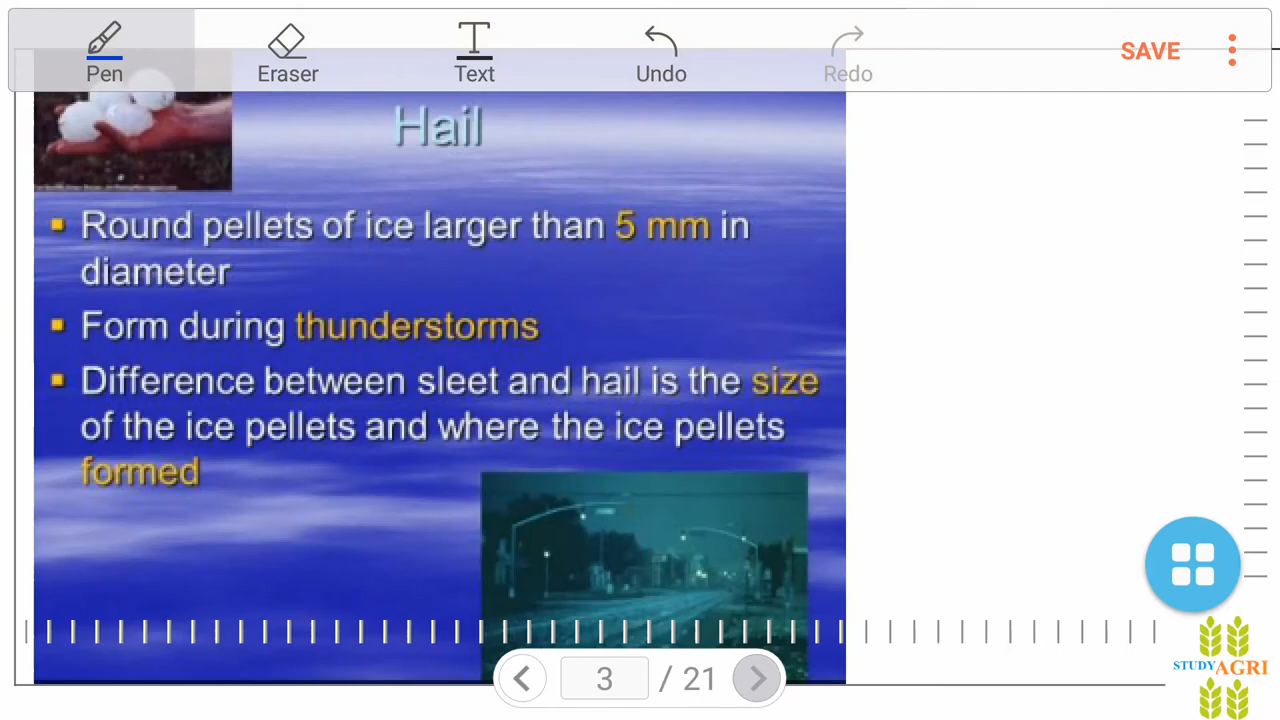 Pen
Eraser
Text
Undo
Redo
SAVE
Hail
Round pellets of ice larger than 5 mm in
diameter
Form during thunderstorms
Difference between sleet and hail is the size
of the ice pellets and where the ice pellets
formed
3 / 21
STUDYAGRI